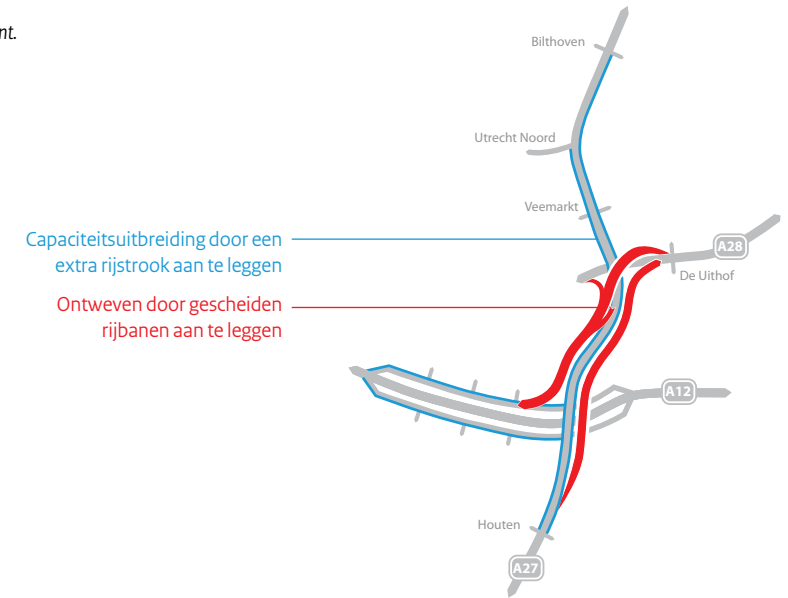 nt.
Bilthoven
Utrecht Noord
Veemarkt
Capaciteitsuitbreiding door een
extra rijstrook aan te leggen
A28
De Uithof
Ontweven door gescheiden
rijbanen aan te leggen
A12
Houten
A27